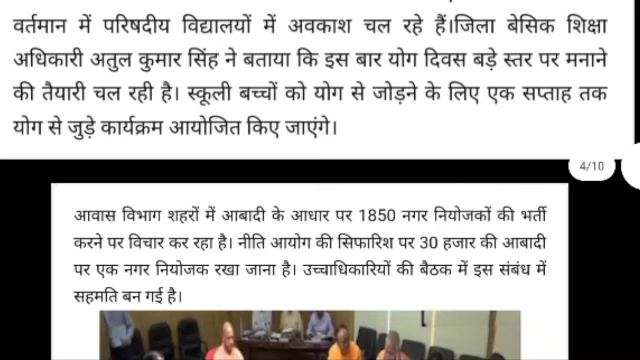 वर्तमान में परिषदीय विद्यालयों में अवकाश चल रहे हैं।जिला बेसिक शिक्षा
अधिकारी अतुल कुमार सिंह ने बताया कि इस बार योग दिवस बड़े स्तर पर मनाने
की तैयारी चल रही है। स्कूली बच्चों को योग से जोड़ने के लिए एक सप्ताह तक
योग से जुड़े कार्यक्रम आयोजित किए जाएंगे।
4/10
आवास विभाग शहरों में आबादी के आधार पर 1850 नगर नियोजकों की भर्ती
करने पर विचार कर रहा है। नीति आयोग की सिफारिश पर 30 हजार की आबादी
पर एक नगर नियोजक रखा जाना है। उच्चाधिकारियों की बैठक में इस संबंध में
सहमति बन गई है।